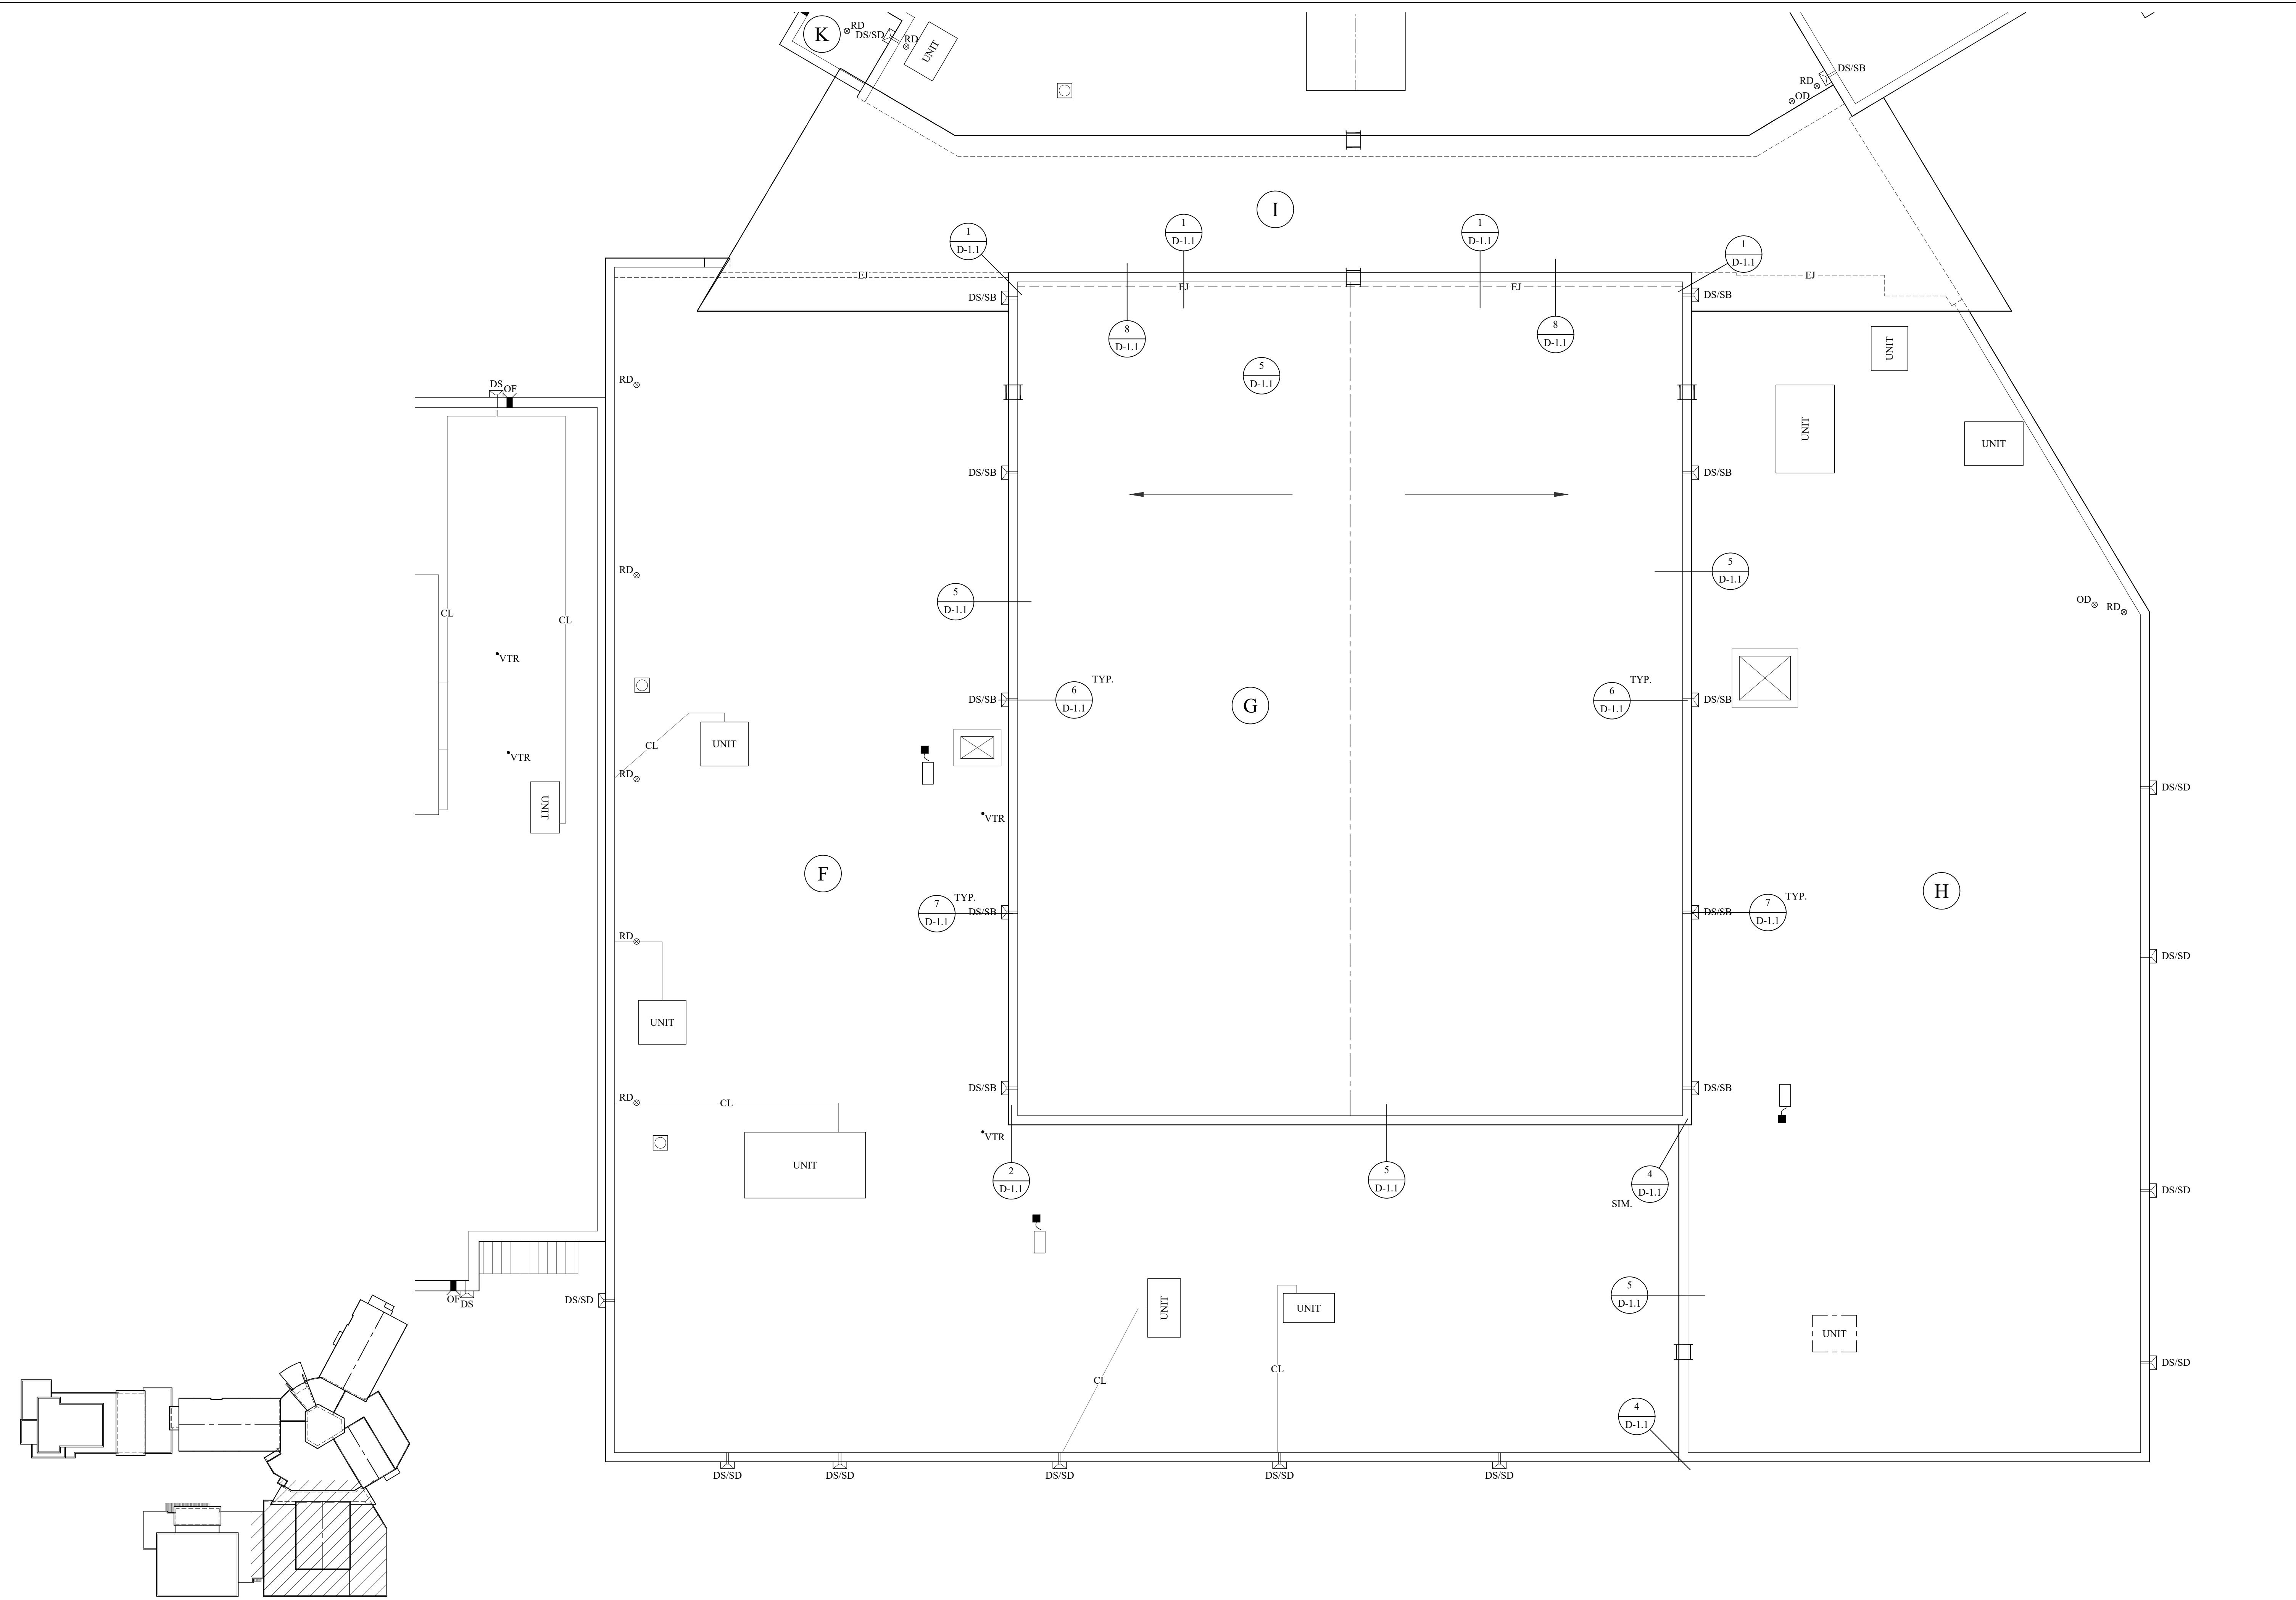 K
RD
DS/SD
RD
UNIT
DS/SB
RD
OD
I
1
D-1.1
1
D-1.1
1
D-1.1
1
D-1.1
EJ
EJ
EJ
EJ
DS/SB
DS/SB
8
D-1.1
8
D-1.1
UNIT
RD
DS
OF
5
D-1.1
UNIT
UNIT
DS/SB
DS/SB
RD
5
D-1.1
5
D-1.1
OD
RD
CL
CL
VTR
DS/SB
6
D-1.1
TYP.
6
D-1.1
TYP.
DS/SB
G
CL
UNIT
VTR
RD
UNIT
DS/SD
VTR
F
H
7
D-1.1
TYP.
DS/SB
DS/SB
7
D-1.1
TYP.
RD
DS/SD
UNIT
DS/SB
DS/SB
RD
CL
VTR
UNIT
2
D-1.1
5
D-1.1
4
D-1.1
SIM.
DS/SD
OF
DS
DS/SD
UNIT
UNIT
5
D-1.1
UNIT
CL
CL
DS/SD
4
D-1.1
DS/SD
DS/SD
DS/SD
DS/SD
DS/SD